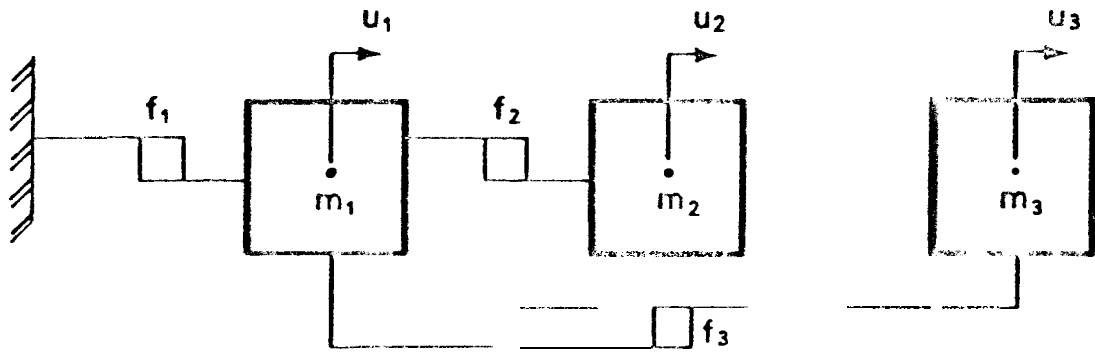 u₁ u₂ u₃
f₁ f₂
m₁ m₂ m₃
f₃